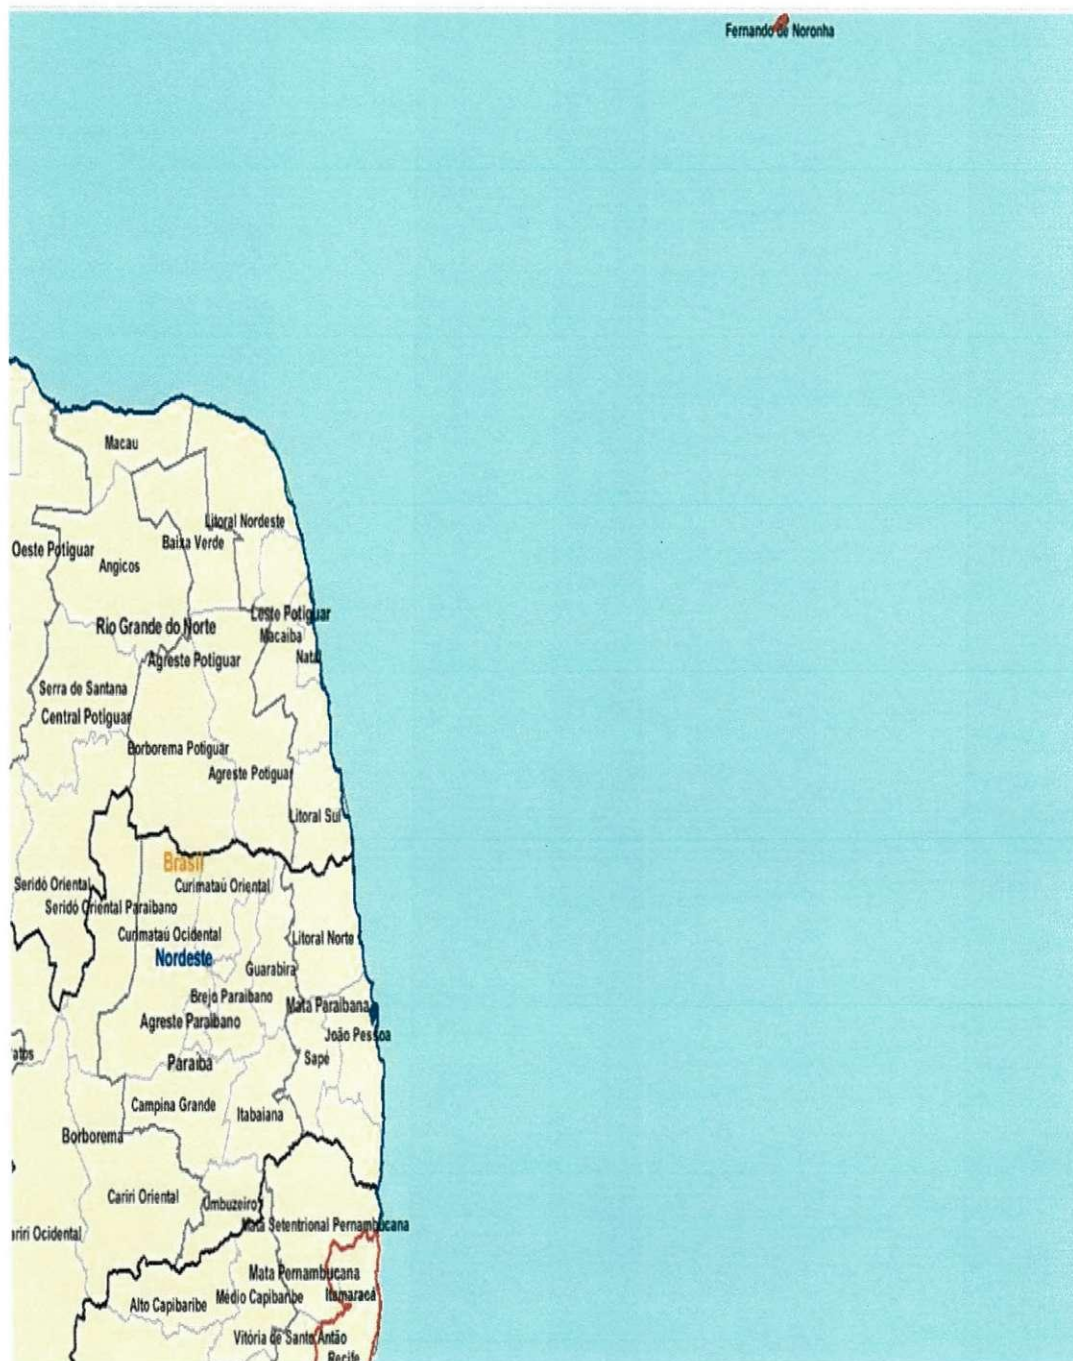 Fernando de Noronha
Macau
Litoral Nordeste
Baixa Verde
Oeste Potiguar
Angicos
Leste Potiguar
Rio Grande do Norte
Macaiba
Natal
Agreste Potiguar
Serra de Santana
Central Potiguar
Borborema Potiguar
Agreste Potiguar
Litoral Sul
Brasil
Seridó Oriental
Curimataú Oriental
Seridó Oriental Paraibano
Curimataú Ocidental
Litoral Norte
Nordeste
Guarabira
Brejo Paraibano
Mata Paraibana
Agreste Paraibano
João Pessoa
atos
Sapé
Paraíba
Campina Grande
Itabaiana
Borborema
Cariri Oriental
Umbuzeiro
Mata Setentrional Pernambucana
ariri Ocidental
Mata Pernambucana
Itamaracá
Médio Capibaribe
Alto Capibaribe
Vitória de Santo Antão
Recife